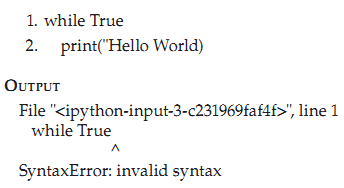 1. while True
2. print("Hello World)
OUTPUT
File "<ipython-input-3-c231969faf4f>", line 1
while True
^
SyntaxError: invalid syntax